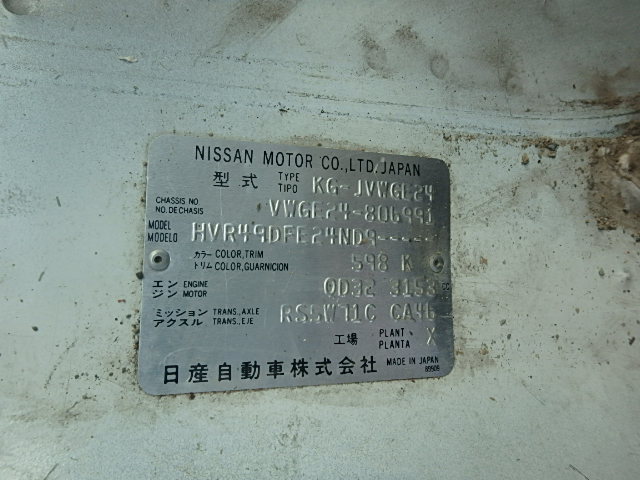 NISSAN MOTOR CO.,LTD.JAPAN
型式 TYPE TIPO KG-JVWGE24
CHASSIS NO NO.DE CHASIS VWGE24-806991
MODEL MODELO HVR49DFE24ND9-----
カラー COLOR,TRIM
トリム COLOR,GUARNICION 598 K
エンジン ENGINE MOTOR QD32 3153
ミッション TRANS.,AXLE
アクスル TRANS.,EJE RS5W71C CA46
工場 PLANT PLANTA X
日産自動車株式会社 MADE IN JAPAN
89909